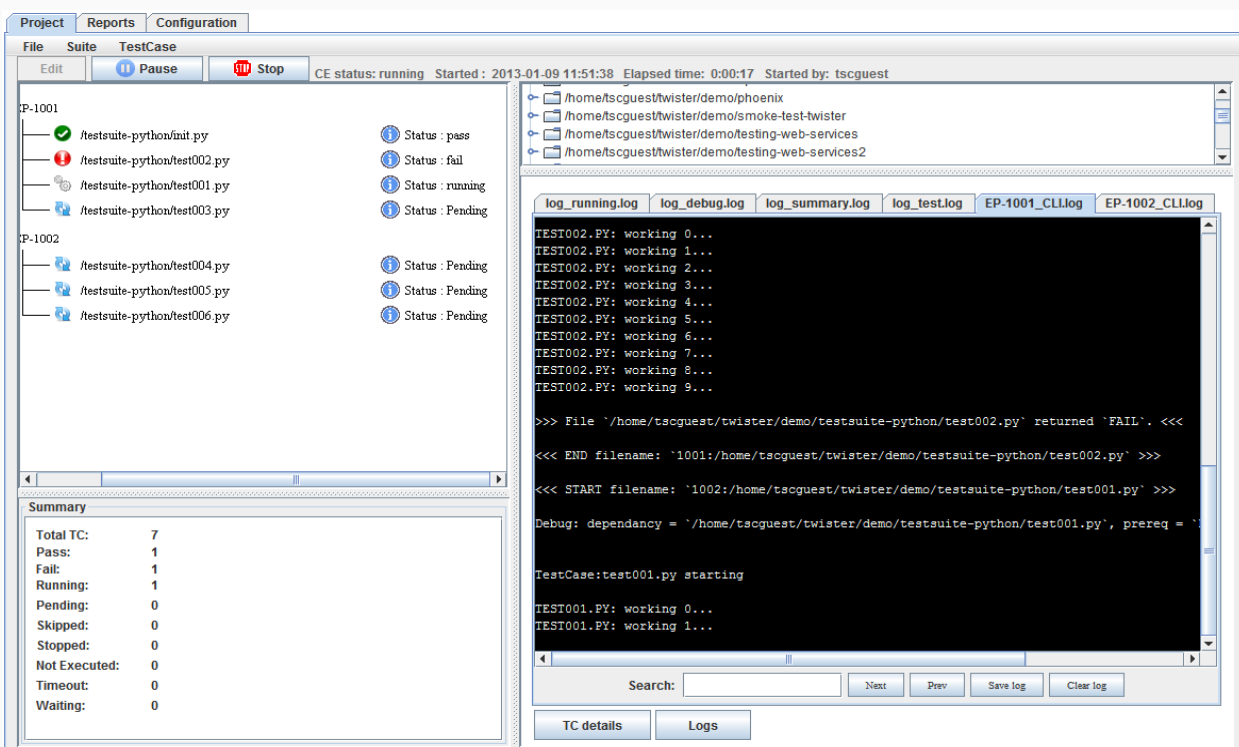 Project Reports Configuration
File Suite TestCase
Edit Pause STOP Stop CE status: running Started : 2013-01-09 11:51:38 Elapsed time: 0:00:17 Started by: tscguest
EP-1001
/testsuite-python/init.py Status : pass
/testsuite-python/test002.py Status : fail
/testsuite-python/test001.py Status : running
/testsuite-python/test003.py Status : Pending
EP-1002
/testsuite-python/test004.py Status : Pending
/testsuite-python/test005.py Status : Pending
/testsuite-python/test006.py Status : Pending
Summary
Total TC: 7
Pass: 1
Fail: 1
Running: 1
Pending: 0
Skipped: 0
Stopped: 0
Not Executed: 0
Timeout: 0
Waiting: 0
/home/tscguest/twister/demo/phoenix
/home/tscguest/twister/demo/smoke-test-twister
/home/tscguest/twister/demo/testing-web-services
/home/tscguest/twister/demo/testing-web-services2
log_running.log log_debug.log log_summary.log log_test.log EP-1001_CLI.log EP-1002_CLI.log
TEST002.PY: working 0...
TEST002.PY: working 1...
TEST002.PY: working 2...
TEST002.PY: working 3...
TEST002.PY: working 4...
TEST002.PY: working 5...
TEST002.PY: working 6...
TEST002.PY: working 7...
TEST002.PY: working 8...
TEST002.PY: working 9...
>>> File `/home/tscguest/twister/demo/testsuite-python/test002.py` returned `FAIL`. <<<
<<< END filename: `1001:/home/tscguest/twister/demo/testsuite-python/test002.py` >>>
<<< START filename: `1002:/home/tscguest/twister/demo/testsuite-python/test001.py` >>>
Debug: dependancy = `/home/tscguest/twister/demo/testsuite-python/test001.py`, prereq = `
TestCase:test001.py starting
TEST001.PY: working 0...
TEST001.PY: working 1...
Search: Next Prev Save log Clear log
TC details Logs